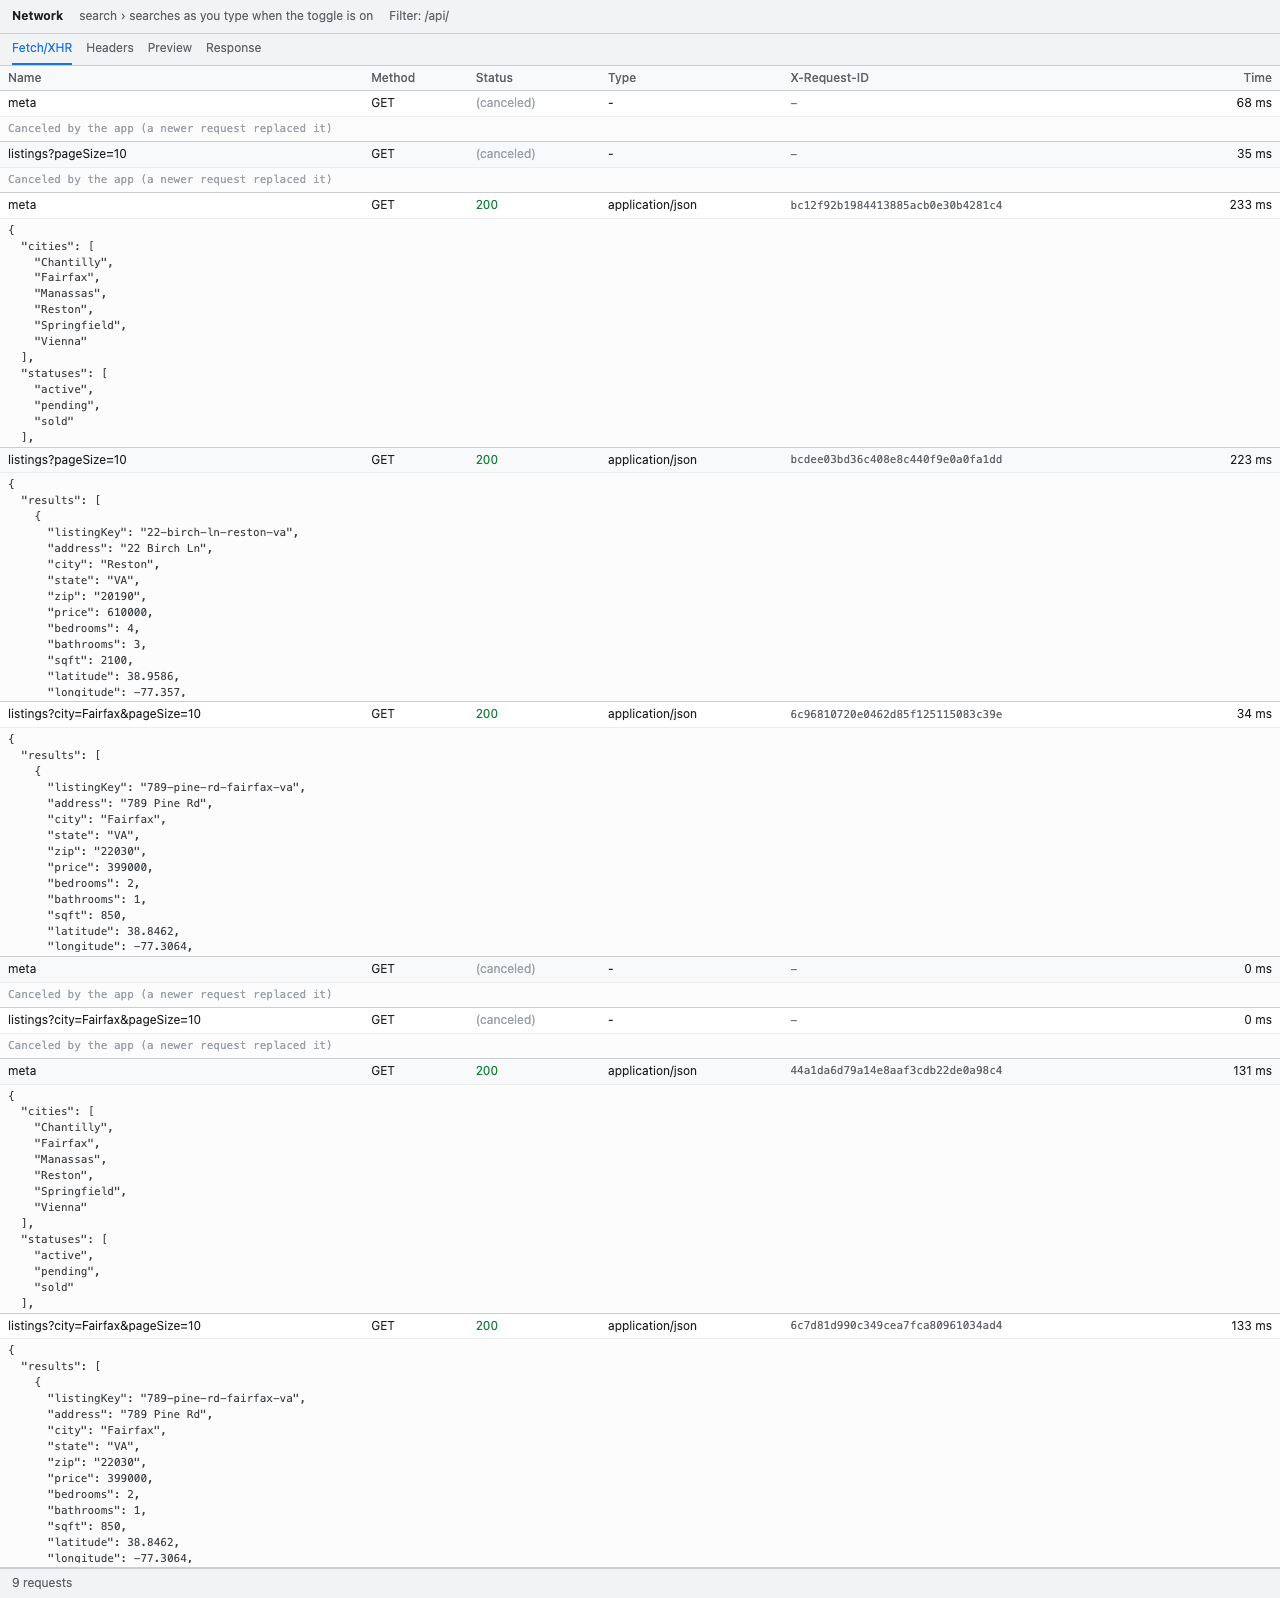 Network search › searches as you type when the toggle is on Filter: /api/
Fetch/XHR Headers Preview Response
Name Method Status Type X-Request-ID Time
meta GET (canceled) - – 68 ms
Canceled by the app (a newer request replaced it)
listings?pageSize=10 GET (canceled) - – 35 ms
Canceled by the app (a newer request replaced it)
meta GET 200 application/json bc12f92b1984413885acb0e30b4281c4 233 ms
{
"cities": [
"Chantilly",
"Fairfax",
"Manassas",
"Reston",
"Springfield",
"Vienna"
],
"statuses": [
"active",
"pending",
"sold"
],
listings?pageSize=10 GET 200 application/json bcdee03bd36c408e8c440f9e0a0fa1dd 223 ms
{
"results": [
{
"listingKey": "22-birch-ln-reston-va",
"address": "22 Birch Ln",
"city": "Reston",
"state": "VA",
"zip": "20190",
"price": 610000,
"bedrooms": 4,
"bathrooms": 3,
"sqft": 2100,
"latitude": 38.9586,
"longitude": -77.357,
listings?city=Fairfax&pageSize=10 GET 200 application/json 6c96810720e0462d85f125115083c39e 34 ms
{
"results": [
{
"listingKey": "789-pine-rd-fairfax-va",
"address": "789 Pine Rd",
"city": "Fairfax",
"state": "VA",
"zip": "22030",
"price": 399000,
"bedrooms": 2,
"bathrooms": 1,
"sqft": 850,
"latitude": 38.8462,
"longitude": -77.3064,
meta GET (canceled) - – 0 ms
Canceled by the app (a newer request replaced it)
listings?city=Fairfax&pageSize=10 GET (canceled) - – 0 ms
Canceled by the app (a newer request replaced it)
meta GET 200 application/json 44a1da6d79a14e8aaf3cdb22de0a98c4 131 ms
{
"cities": [
"Chantilly",
"Fairfax",
"Manassas",
"Reston",
"Springfield",
"Vienna"
],
"statuses": [
"active",
"pending",
"sold"
],
listings?city=Fairfax&pageSize=10 GET 200 application/json 6c7d81d990c349cea7fca80961034ad4 133 ms
{
"results": [
{
"listingKey": "789-pine-rd-fairfax-va",
"address": "789 Pine Rd",
"city": "Fairfax",
"state": "VA",
"zip": "22030",
"price": 399000,
"bedrooms": 2,
"bathrooms": 1,
"sqft": 850,
"latitude": 38.8462,
"longitude": -77.3064,
9 requests